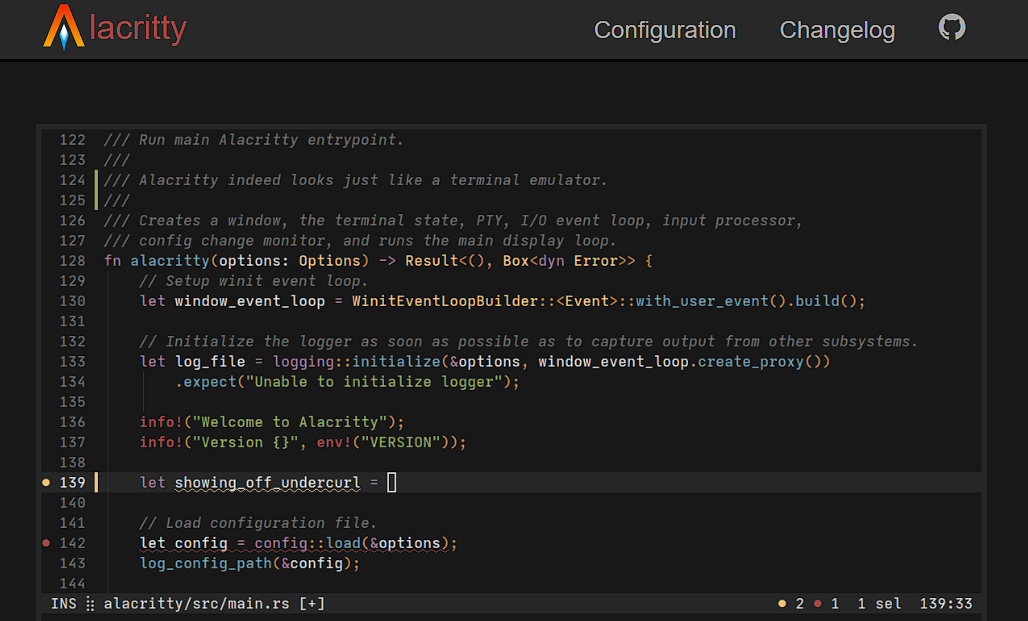 Alacritty Configuration Changelog
122 /// Run main Alacritty entrypoint.
123 ///
124 /// Alacritty indeed looks just like a terminal emulator.
125 ///
126 /// Creates a window, the terminal state, PTY, I/O event loop, input processor,
127 /// config change monitor, and runs the main display loop.
128 fn alacritty(options: Options) -> Result<(), Box<dyn Error>> {
129 // Setup winit event loop.
130 let window_event_loop = WinitEventLoopBuilder::<Event>::with_user_event().build();
131
132 // Initialize the logger as soon as possible as to capture output from other subsystems.
133 let log_file = logging::initialize(&options, window_event_loop.create_proxy())
134 .expect("Unable to initialize logger");
135
136 info!("Welcome to Alacritty");
137 info!("Version {}", env!("VERSION"));
138
139 let showing_off_undercurl =
140
141 // Load configuration file.
142 let config = config::load(&options);
143 log_config_path(&config);
144
INS ⣾ alacritty/src/main.rs [+] ● 2 ● 1 1 sel 139:33